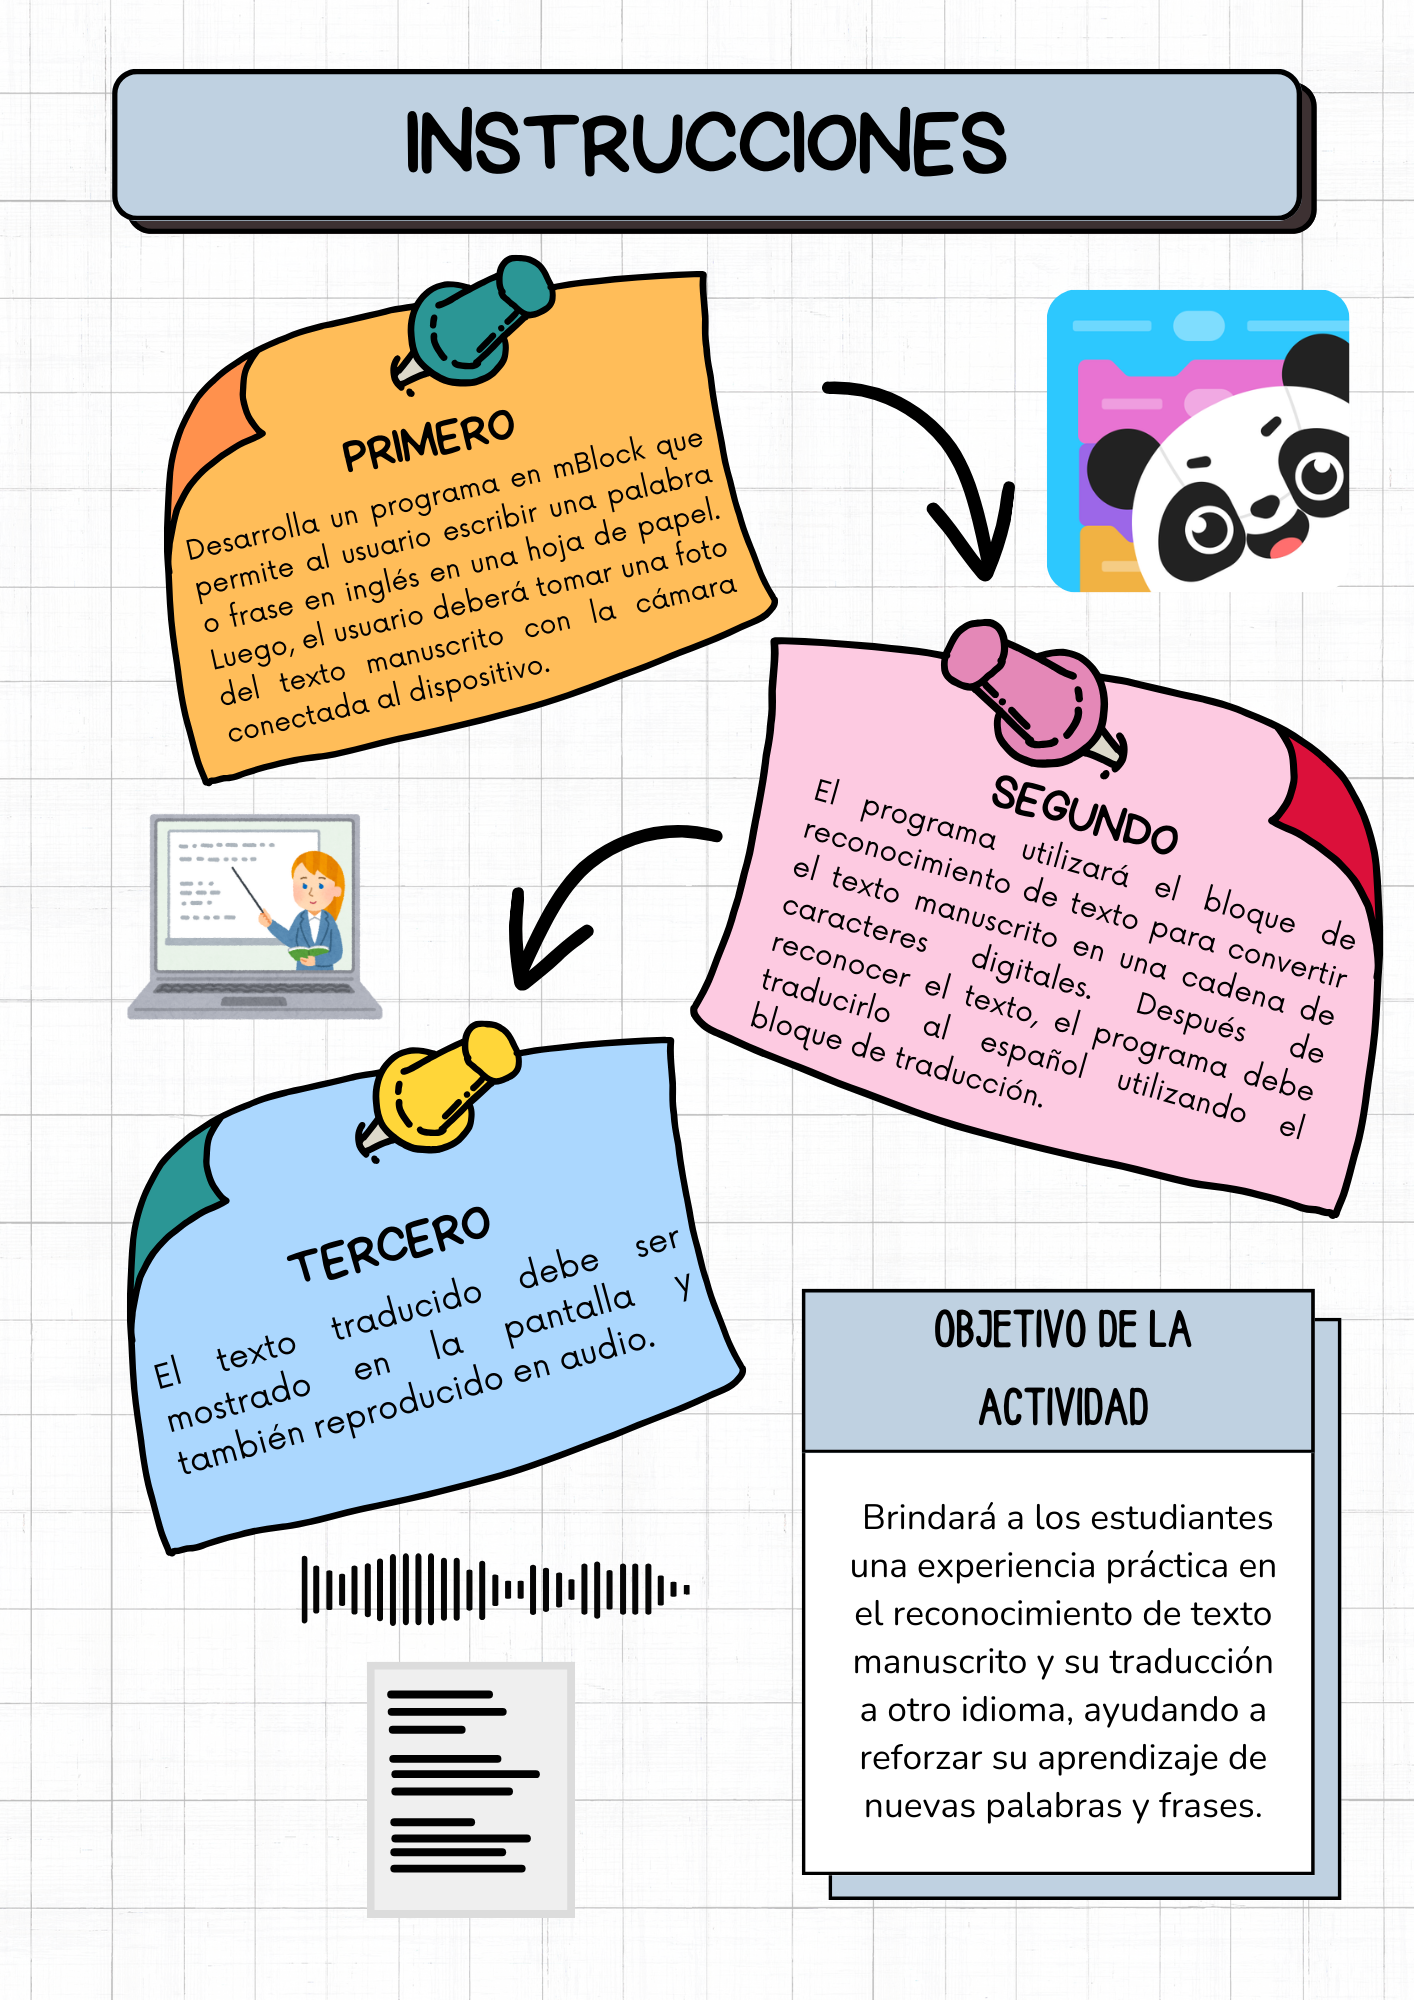 INSTRUCCIONES
PRIMERO
Desarrolla un programa en mBlock que
permite al usuario escribir una palabra
o frase en inglés en una hoja de papel.
Luego, el usuario deberá tomar una foto
del texto manuscrito con la cámara
conectada al dispositivo.
SEGUNDO
El programa utilizará el bloque de
reconocimiento de texto para convertir
el texto manuscrito en una cadena de
caracteres digitales. Después de
reconocer el texto, el programa debe
traducirlo al español utilizando el
bloque de traducción.
TERCERO
El texto traducido debe ser
mostrado en la pantalla y
también reproducido en audio.
OBJETIVO DE LA
ACTIVIDAD
Brindará a los estudiantes
una experiencia práctica en
el reconocimiento de texto
manuscrito y su traducción
a otro idioma, ayudando a
reforzar su aprendizaje de
nuevas palabras y frases.